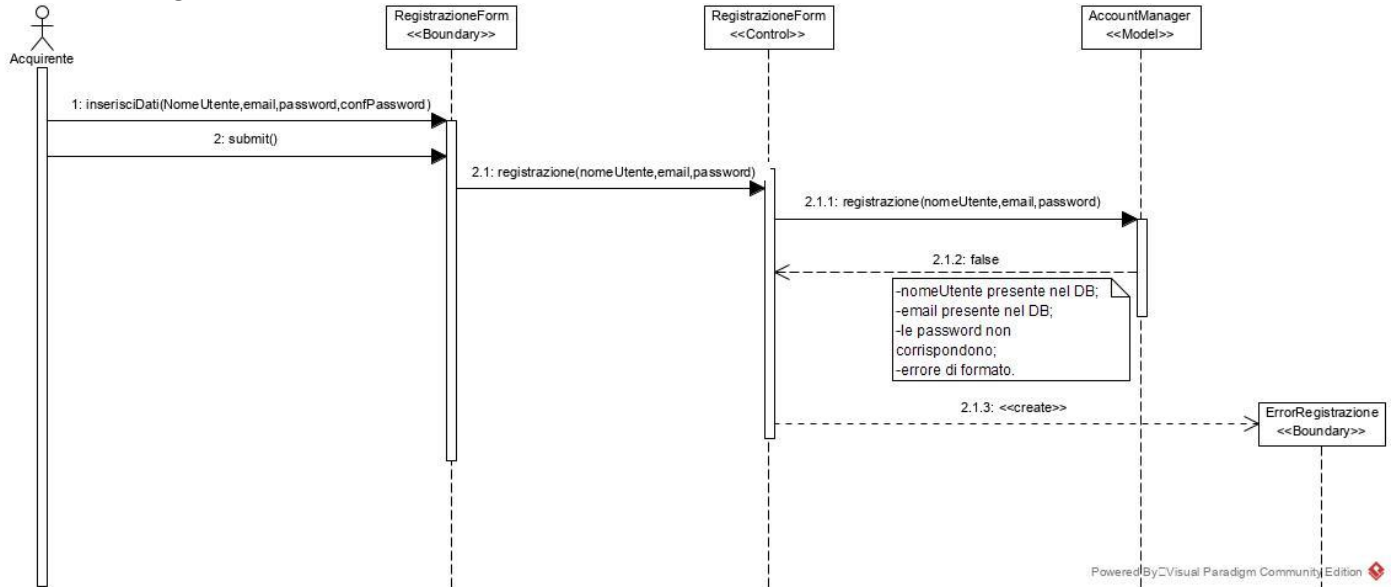 RegistrazioneForm
<<Boundary>>
RegistrazioneForm
<<Control>>
AccountManager
<<Model>>
Acquirente
1: inserisciDati(NomeUtente,email,password,confPassword)
2: submit()
2.1: registrazione(nomeUtente,email,password)
2.1.1: registrazione(nomeUtente,email,password)
2.1.2: false
-nomeUtente presente nel DB;
-email presente nel DB;
-le password non
corrispondono;
-errore di formato.
2.1.3: <<create>>
ErrorRegistrazione
<<Boundary>>
Powered By Visual Paradigm Community Edition